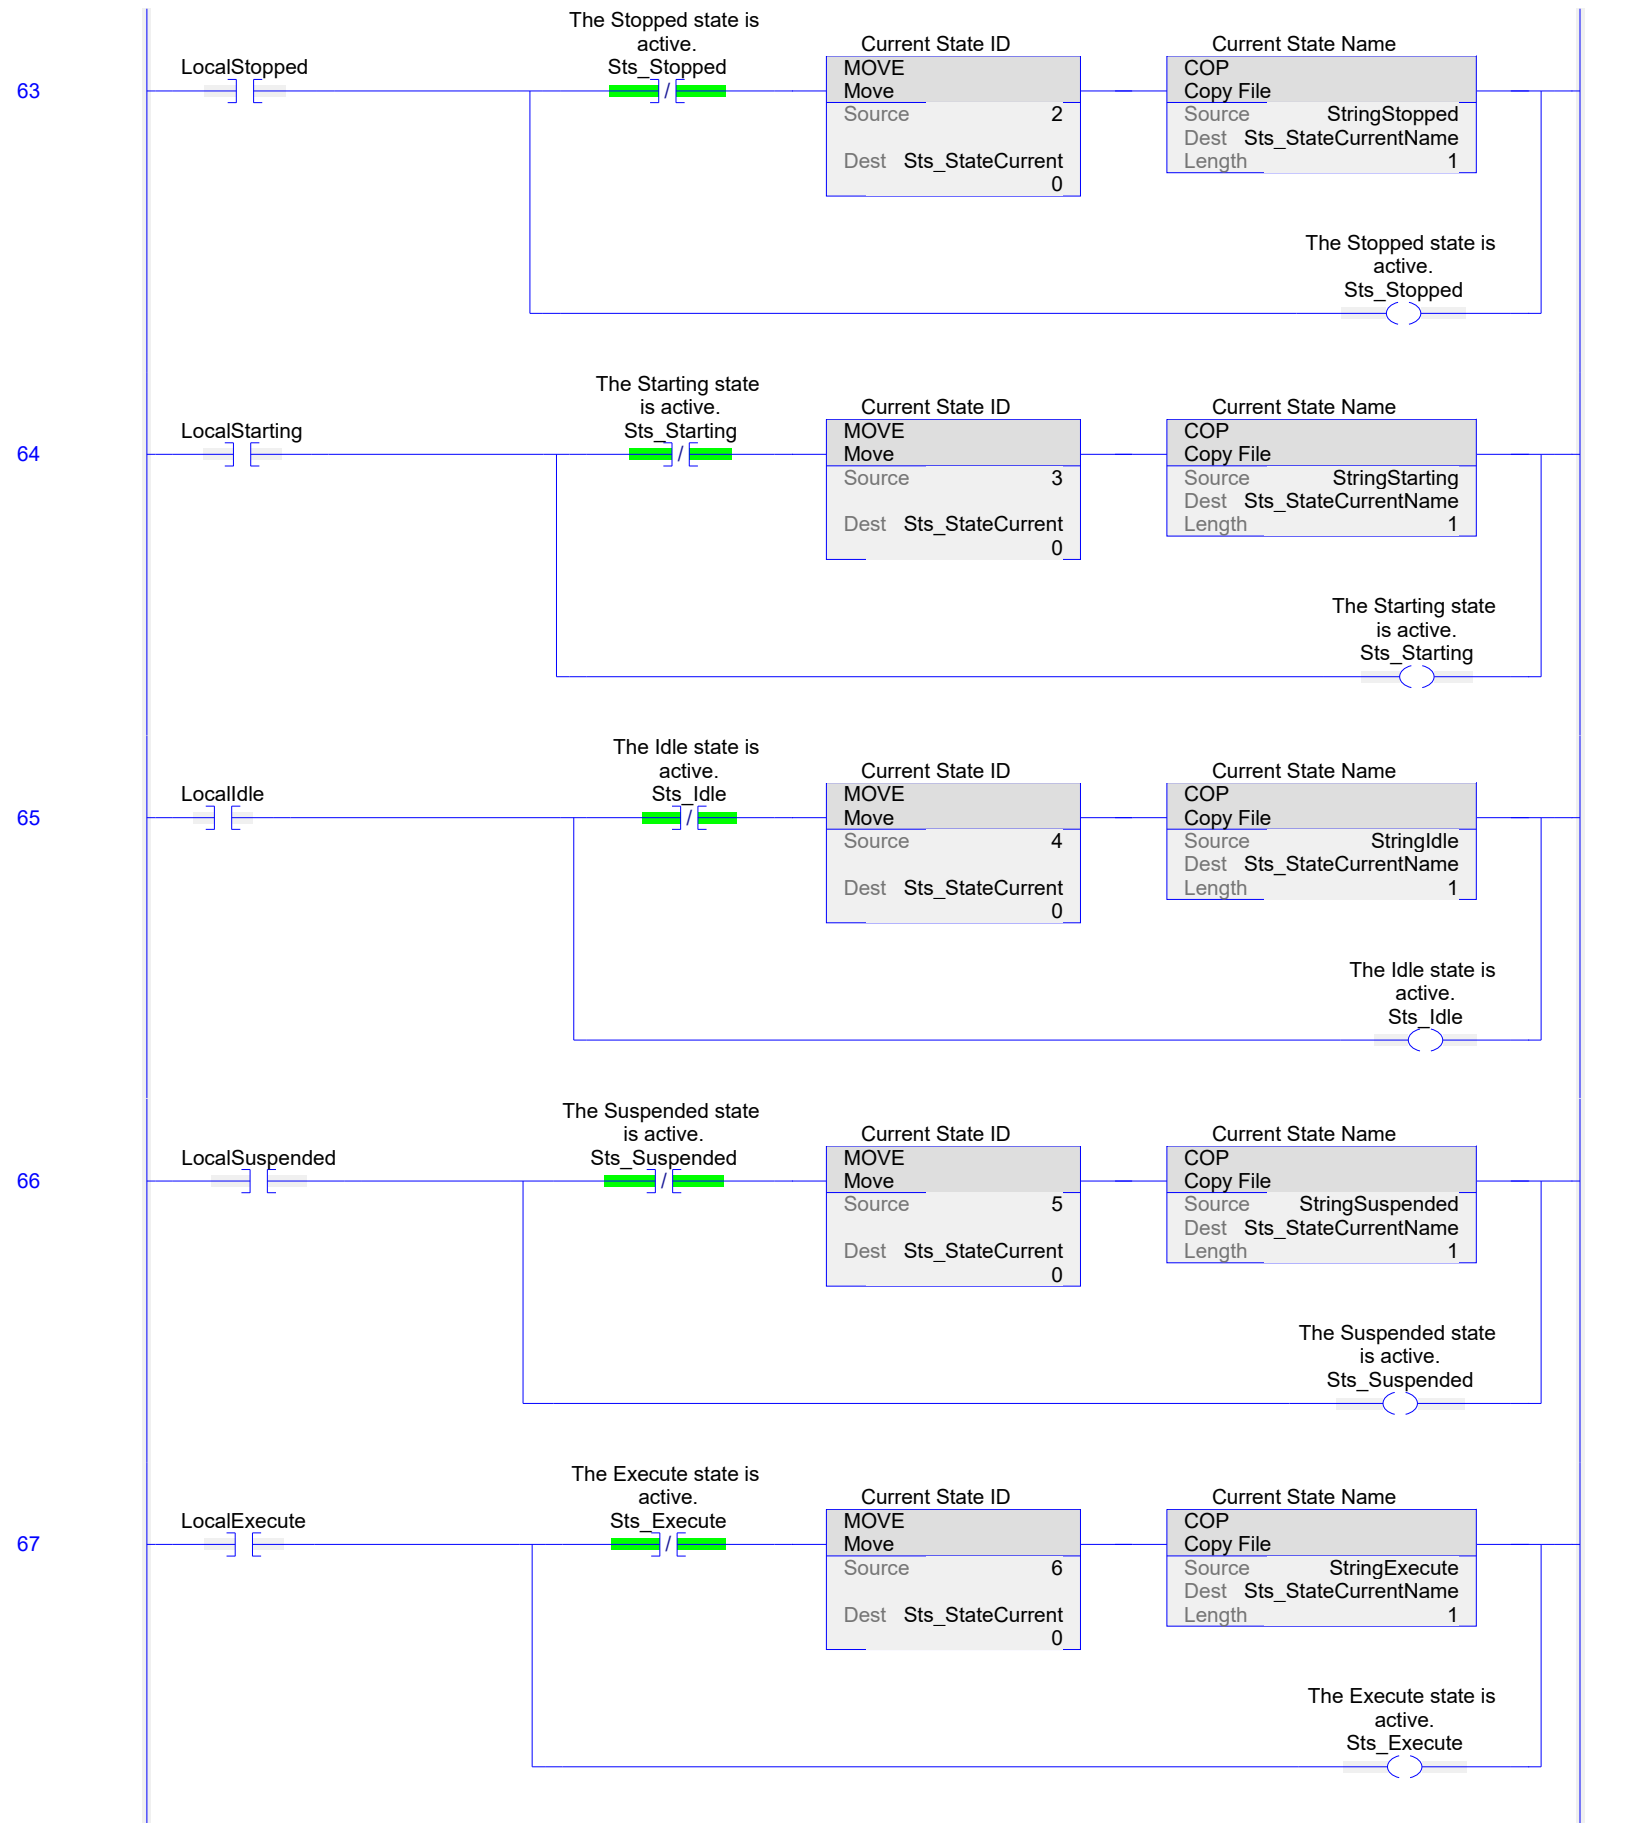 63
LocalStopped
The Stopped state is
active.
Sts_Stopped
/
Current State ID
MOVE
Move
Source 2
Dest Sts_StateCurrent
0
Current State Name
COP
Copy File
Source StringStopped
Dest Sts_StateCurrentName
Length 1
The Stopped state is
active.
Sts_Stopped
64
LocalStarting
The Starting state
is active.
Sts_Starting
/
Current State ID
MOVE
Move
Source 3
Dest Sts_StateCurrent
0
Current State Name
COP
Copy File
Source StringStarting
Dest Sts_StateCurrentName
Length 1
The Starting state
is active.
Sts_Starting
65
LocalIdle
The Idle state is
active.
Sts_Idle
/
Current State ID
MOVE
Move
Source 4
Dest Sts_StateCurrent
0
Current State Name
COP
Copy File
Source StringIdle
Dest Sts_StateCurrentName
Length 1
The Idle state is
active.
Sts_Idle
66
LocalSuspended
The Suspended state
is active.
Sts_Suspended
/
Current State ID
MOVE
Move
Source 5
Dest Sts_StateCurrent
0
Current State Name
COP
Copy File
Source StringSuspended
Dest Sts_StateCurrentName
Length 1
The Suspended state
is active.
Sts_Suspended
67
LocalExecute
The Execute state is
active.
Sts_Execute
/
Current State ID
MOVE
Move
Source 6
Dest Sts_StateCurrent
0
Current State Name
COP
Copy File
Source StringExecute
Dest Sts_StateCurrentName
Length 1
The Execute state is
active.
Sts_Execute